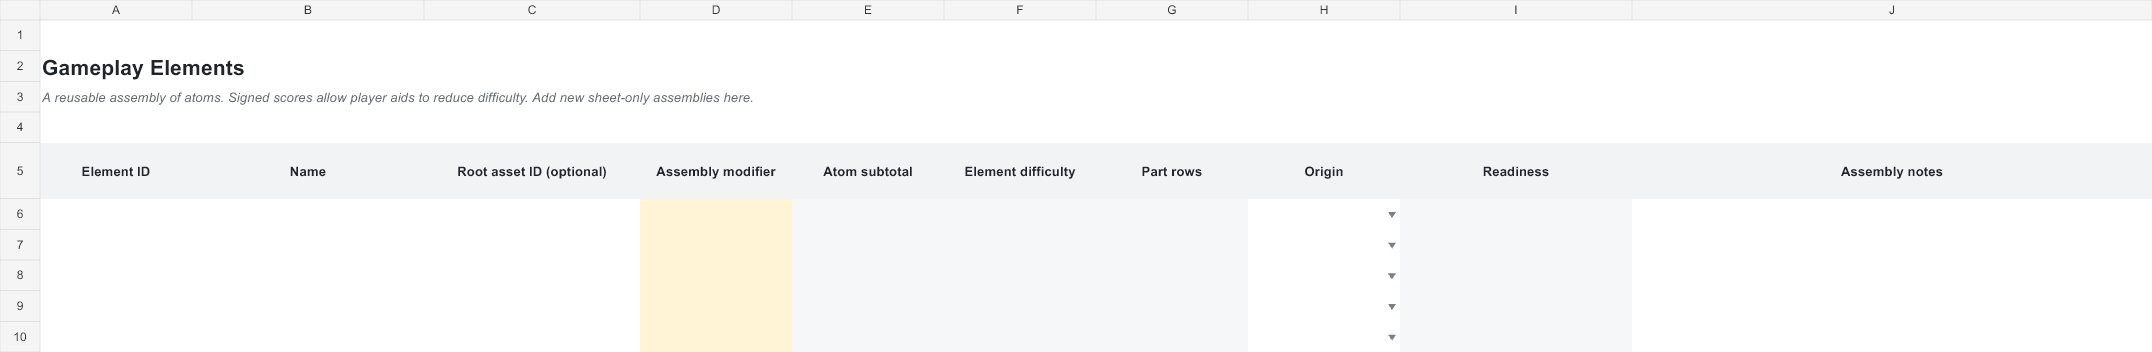 A B C D E F G H I J
1
2 Gameplay Elements
3 A reusable assembly of atoms. Signed scores allow player aids to reduce difficulty. Add new sheet-only assemblies here.
4
5 Element ID Name Root asset ID (optional) Assembly modifier Atom subtotal Element difficulty Part rows Origin Readiness Assembly notes
6
7
8
9
10